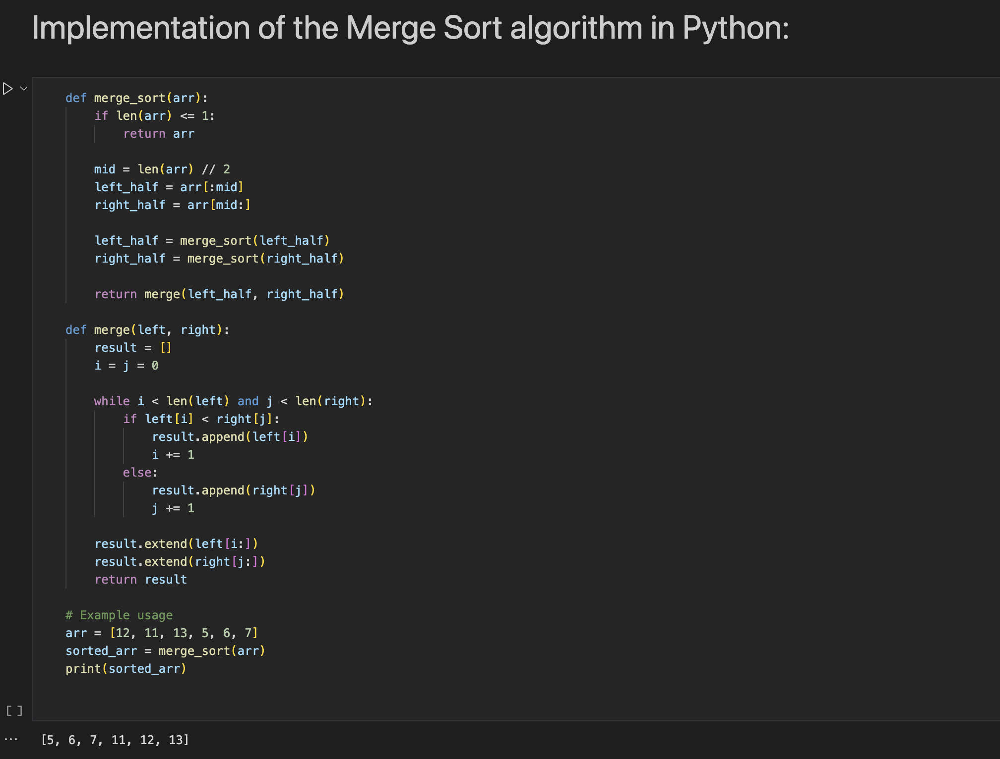 Implementation of the Merge Sort algorithm in Python:
def merge_sort(arr):
    if len(arr) <= 1:
        return arr

    mid = len(arr) // 2
    left_half = arr[:mid]
    right_half = arr[mid:]

    left_half = merge_sort(left_half)
    right_half = merge_sort(right_half)

    return merge(left_half, right_half)

def merge(left, right):
    result = []
    i = j = 0

    while i < len(left) and j < len(right):
        if left[i] < right[j]:
            result.append(left[i])
            i += 1
        else:
            result.append(right[j])
            j += 1

    result.extend(left[i:])
    result.extend(right[j:])
    return result

# Example usage
arr = [12, 11, 13, 5, 6, 7]
sorted_arr = merge_sort(arr)
print(sorted_arr)
[ ]
... [5, 6, 7, 11, 12, 13]